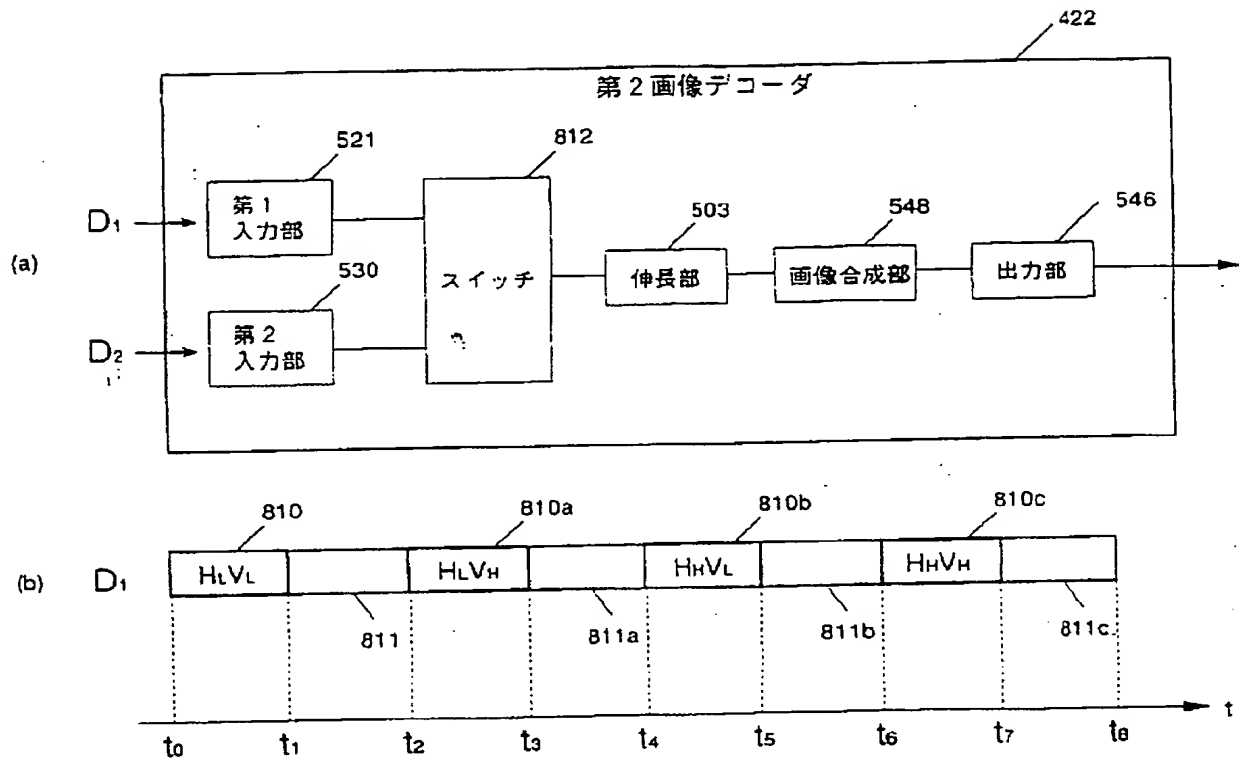 422
第2画像デコーダ
521
812
D1
第1
入力部
503
548
546
(a)
スイッチ
伸長部
画像合成部
出力部
530
D2
第2
入力部
810
810a
810b
810c
(b)
D1
HLVL
HLVH
HHVL
HHVH
811
811a
811b
811c
t
t0
t1
t2
t3
t4
t5
t6
t7
t8